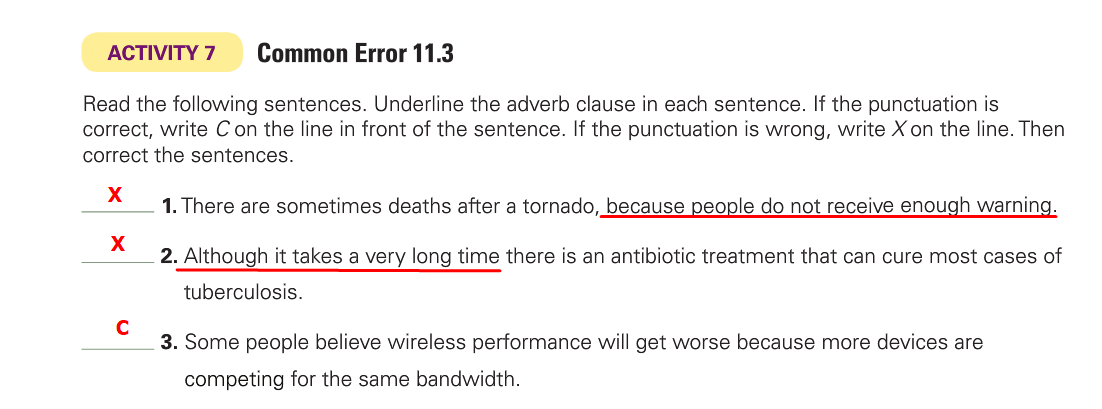 ACTIVITY 7 Common Error 11.3
Read the following sentences. Underline the adverb clause in each sentence. If the punctuation is
correct, write C on the line in front of the sentence. If the punctuation is wrong, write X on the line. Then
correct the sentences.
X 1. There are sometimes deaths after a tornado, because people do not receive enough warning.
X 2. Although it takes a very long time there is an antibiotic treatment that can cure most cases of
tuberculosis.
C 3. Some people believe wireless performance will get worse because more devices are
competing for the same bandwidth.